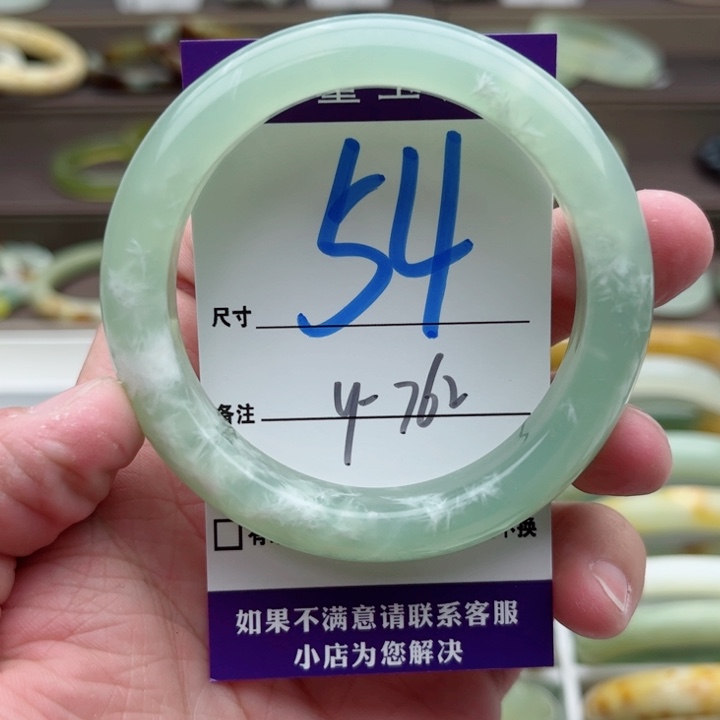 54
尺寸
备注 y-762
如果不满意请联系客服
小店为您解决